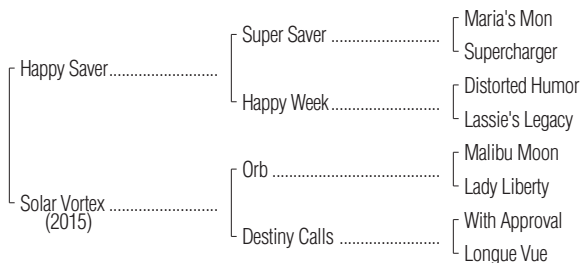 Maria's Mon
Super Saver ..............................
Supercharger
Happy Saver..............................
Distorted Humor
Happy Week..............................
Lassie's Legacy
Malibu Moon
Orb ..............................
Lady Liberty
Solar Vortex ..............................
(2015)
With Approval
Destiny Calls ..............................
Longue Vue